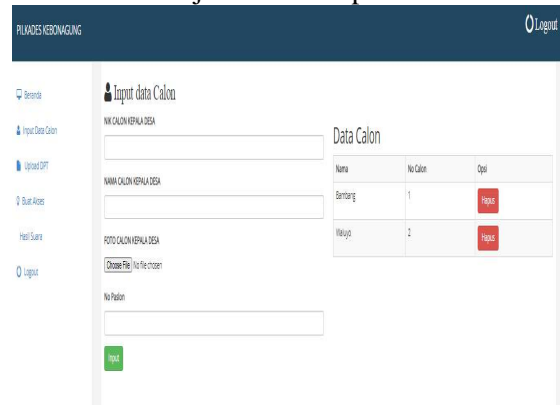 PILKADES KEBONAGUNG
Logout
Beranda
Input Data Calon
Upload DPT
Buat Akses
Hasil Suara
Logout
Input data Calon
NIK CALON KEPALA DESA
NAMA CALON KEPALA DESA
FOTO CALON KEPALA DESA
Choose File No file chosen
No Paslon
Input
Data Calon
Nama No Calon Opsi
Bambang 1 Hapus
Waluyo 2 Hapus